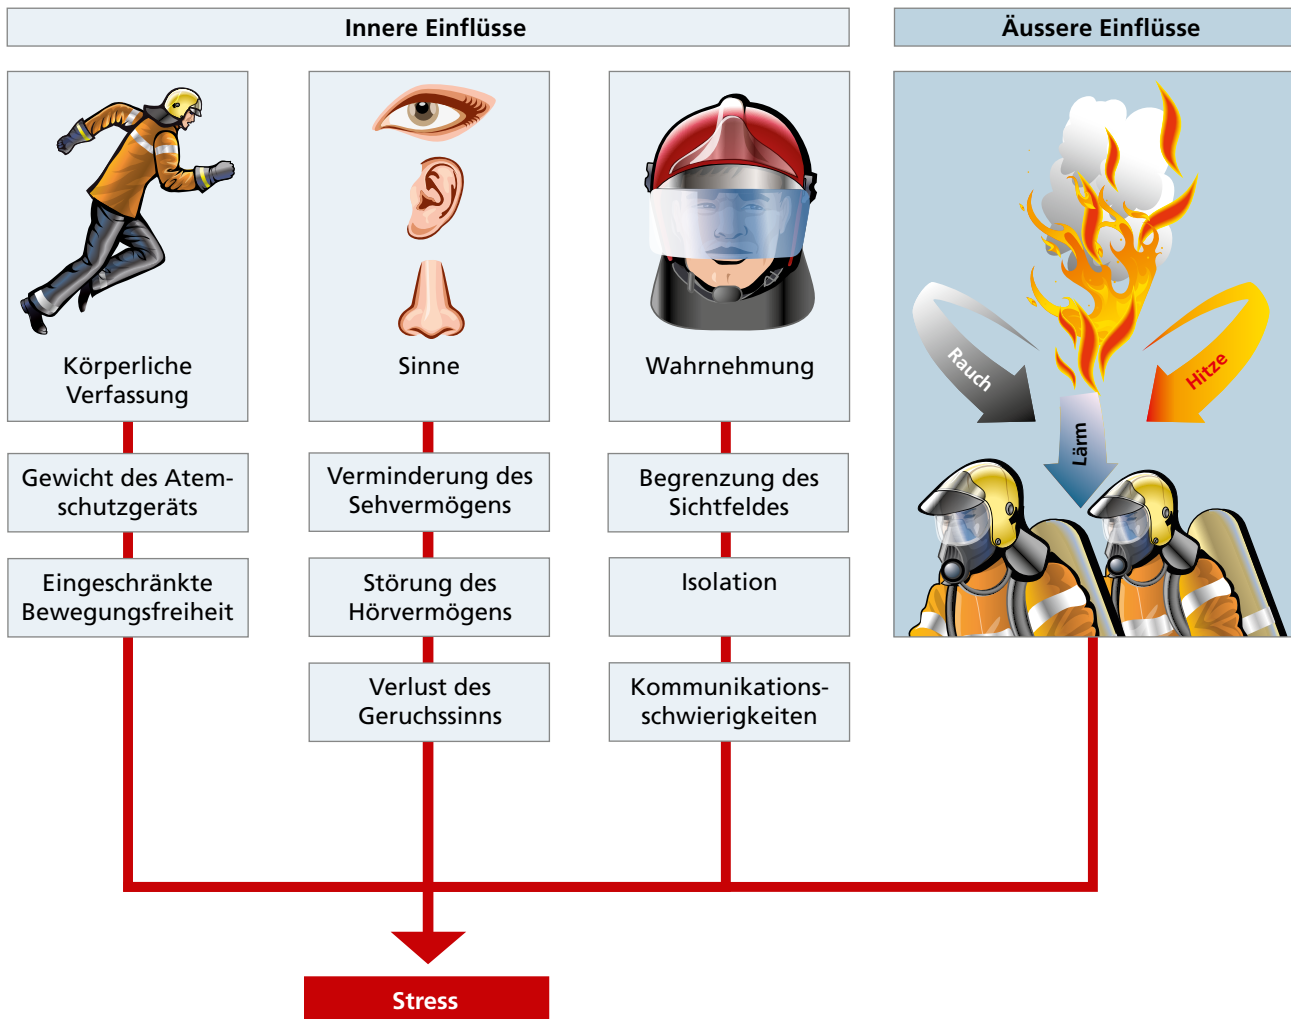 Innere Einflüsse
Äussere Einflüsse
Körperliche
Verfassung
Sinne
Wahrnehmung
Rauch
Hitze
Lärm
Gewicht des Atem-
schutzgeräts
Verminderung des
Sehvermögens
Begrenzung des
Sichtfeldes
Eingeschränkte
Bewegungsfreiheit
Störung des
Hörvermögens
Isolation
Verlust des
Geruchssinns
Kommunikations-
schwierigkeiten
Stress